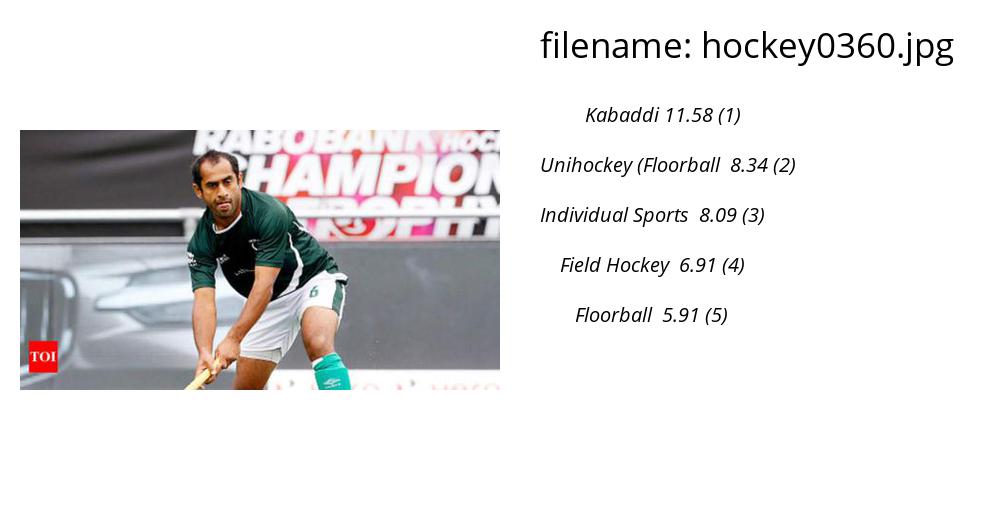 filename: hockey0360.jpg
Kabaddi 11.58 (1)
Unihockey (Floorball 8.34 (2)
Individual Sports 8.09 (3)
Field Hockey 6.91 (4)
Floorball 5.91 (5)
RABOBANK HOC
CHAMPION
TROPHY
6
TOI